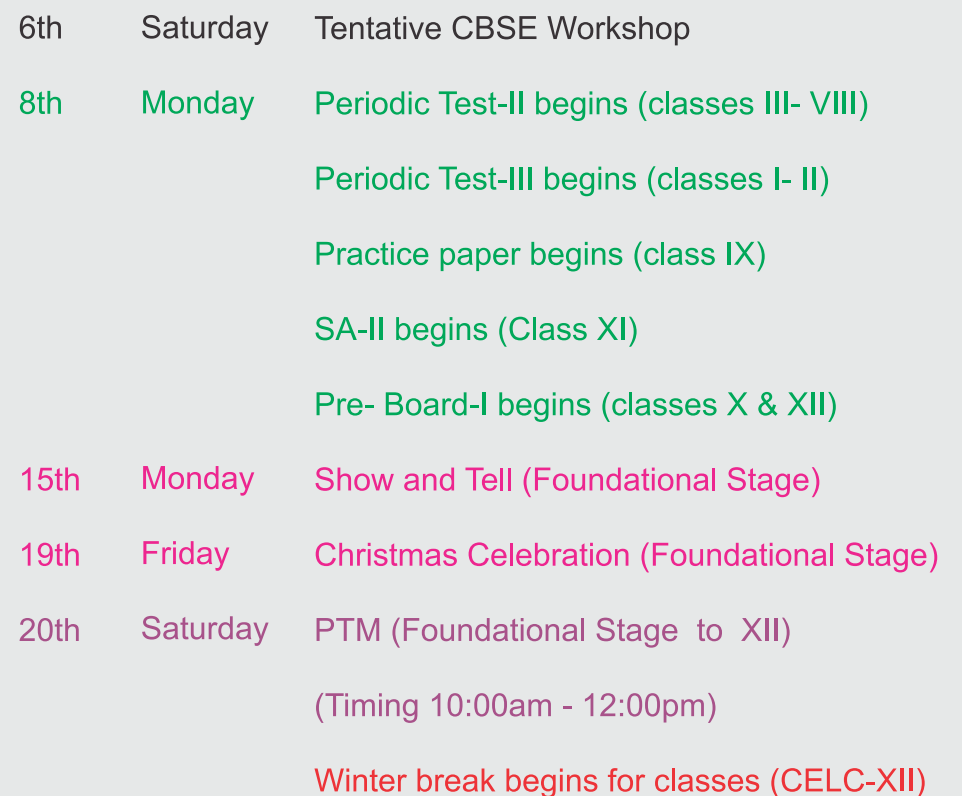 6th Saturday Tentative CBSE Workshop
8th Monday Periodic Test-II begins (classes III- VIII)
Periodic Test-III begins (classes I- II)
Practice paper begins (class IX)
SA-II begins (Class XI)
Pre- Board-I begins (classes X & XII)
15th Monday Show and Tell (Foundational Stage)
19th Friday Christmas Celebration (Foundational Stage)
20th Saturday PTM (Foundational Stage to XII)
(Timing 10:00am - 12:00pm)
Winter break begins for classes (CELC-XII)